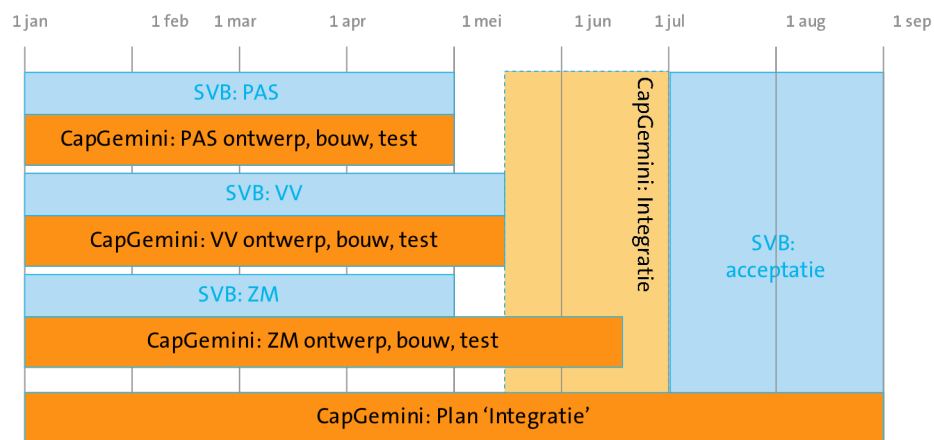 1 jan 1 feb 1 mar 1 apr 1 mei 1 jun 1 jul 1 aug 1 sep
SVB: PAS
CapGemini: PAS ontwerp, bouw, test
SVB: VV
CapGemini: VV ontwerp, bouw, test
SVB: ZM
CapGemini: ZM ontwerp, bouw, test
CapGemini: Integratie
SVB:
acceptatie
CapGemini: Plan ‘Integratie’